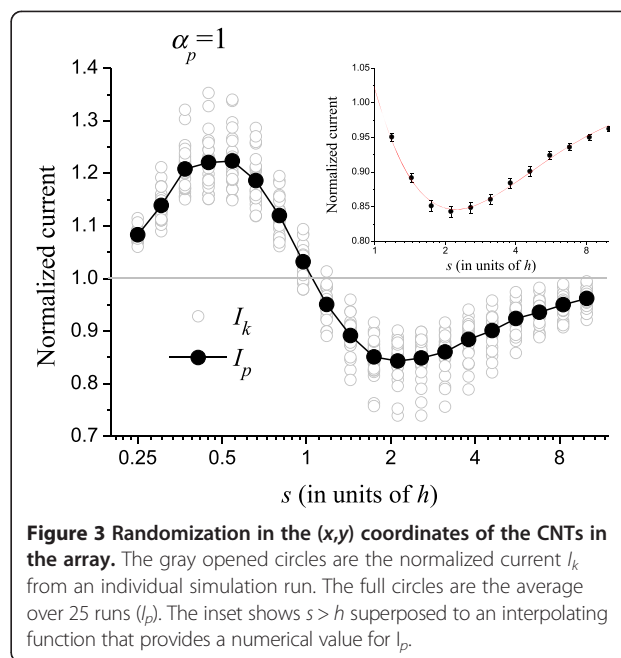 α_p=1
1.4
1.3
1.2
1.1
1.0
0.9
0.8
0.7
Normalized current
0.25
0.5
1
2
4
8
s (in units of h)
I_k
I_p
1.05
1.00
0.95
0.90
0.85
0.80
Normalized current
1
2
4
8
s (in units of h)
Figure 3 Randomization in the (x,y) coordinates of the CNTs in
the array. The gray opened circles are the normalized current I_k
from an individual simulation run. The full circles are the average
over 25 runs (I_p). The inset shows s > h superposed to an interpolating
function that provides a numerical value for I_p.